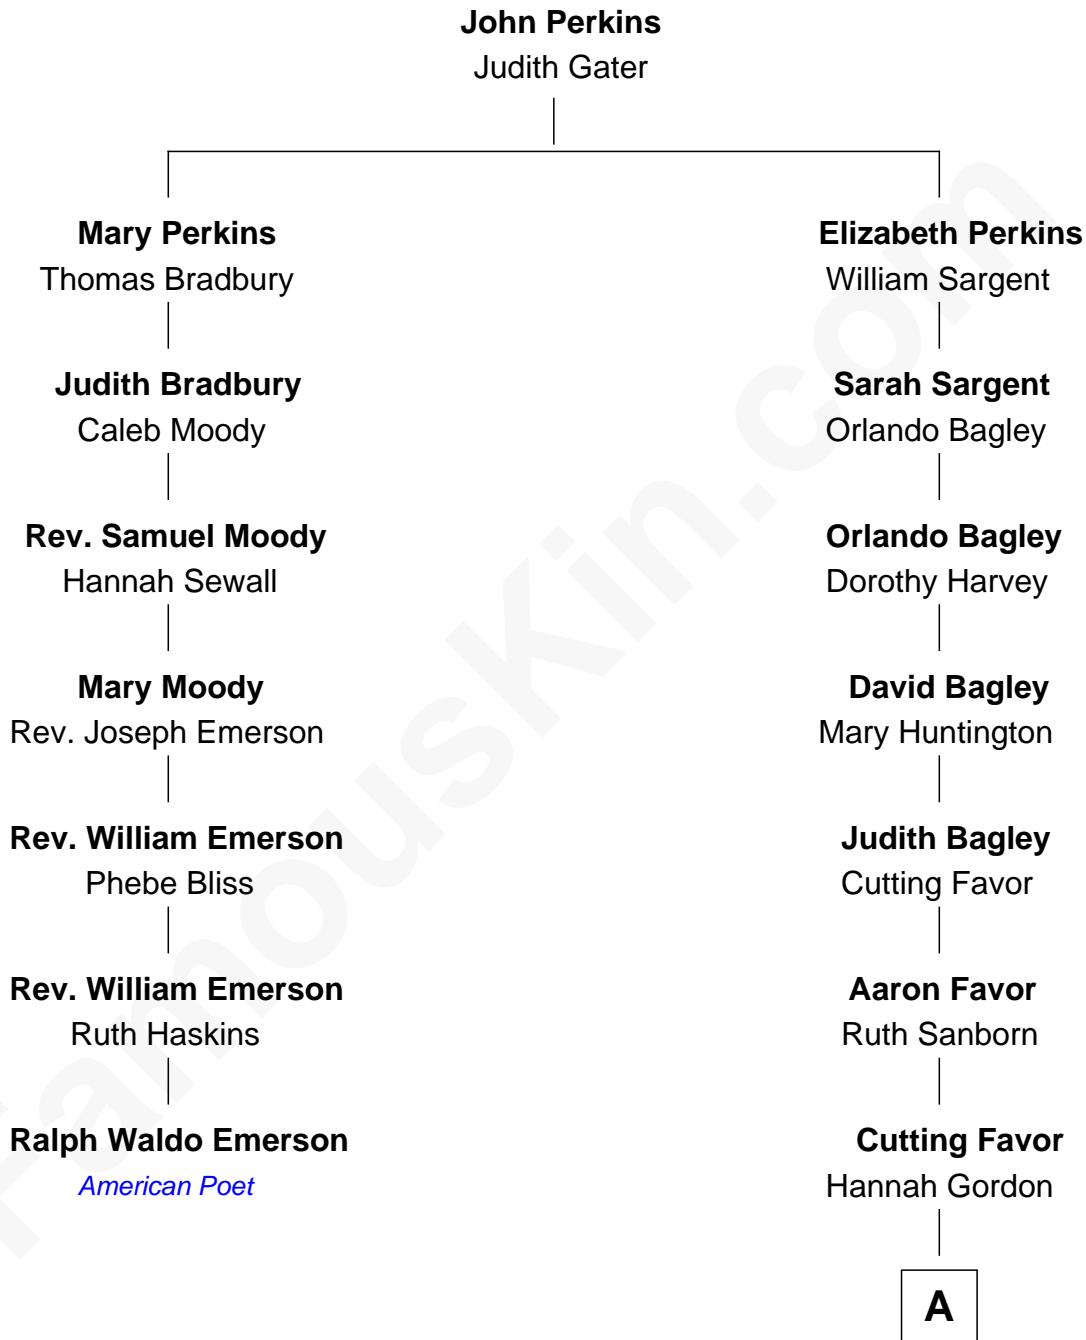 John Perkins
Judith Gater
Mary Perkins
Thomas Bradbury
Elizabeth Perkins
William Sargent
Judith Bradbury
Caleb Moody
Sarah Sargent
Orlando Bagley
Rev. Samuel Moody
Hannah Sewall
Orlando Bagley
Dorothy Harvey
Mary Moody
Rev. Joseph Emerson
David Bagley
Mary Huntington
Rev. William Emerson
Phebe Bliss
Judith Bagley
Cutting Favor
Rev. William Emerson
Ruth Haskins
Aaron Favor
Ruth Sanborn
Ralph Waldo Emerson
American Poet
Cutting Favor
Hannah Gordon
A
FamousKin.com